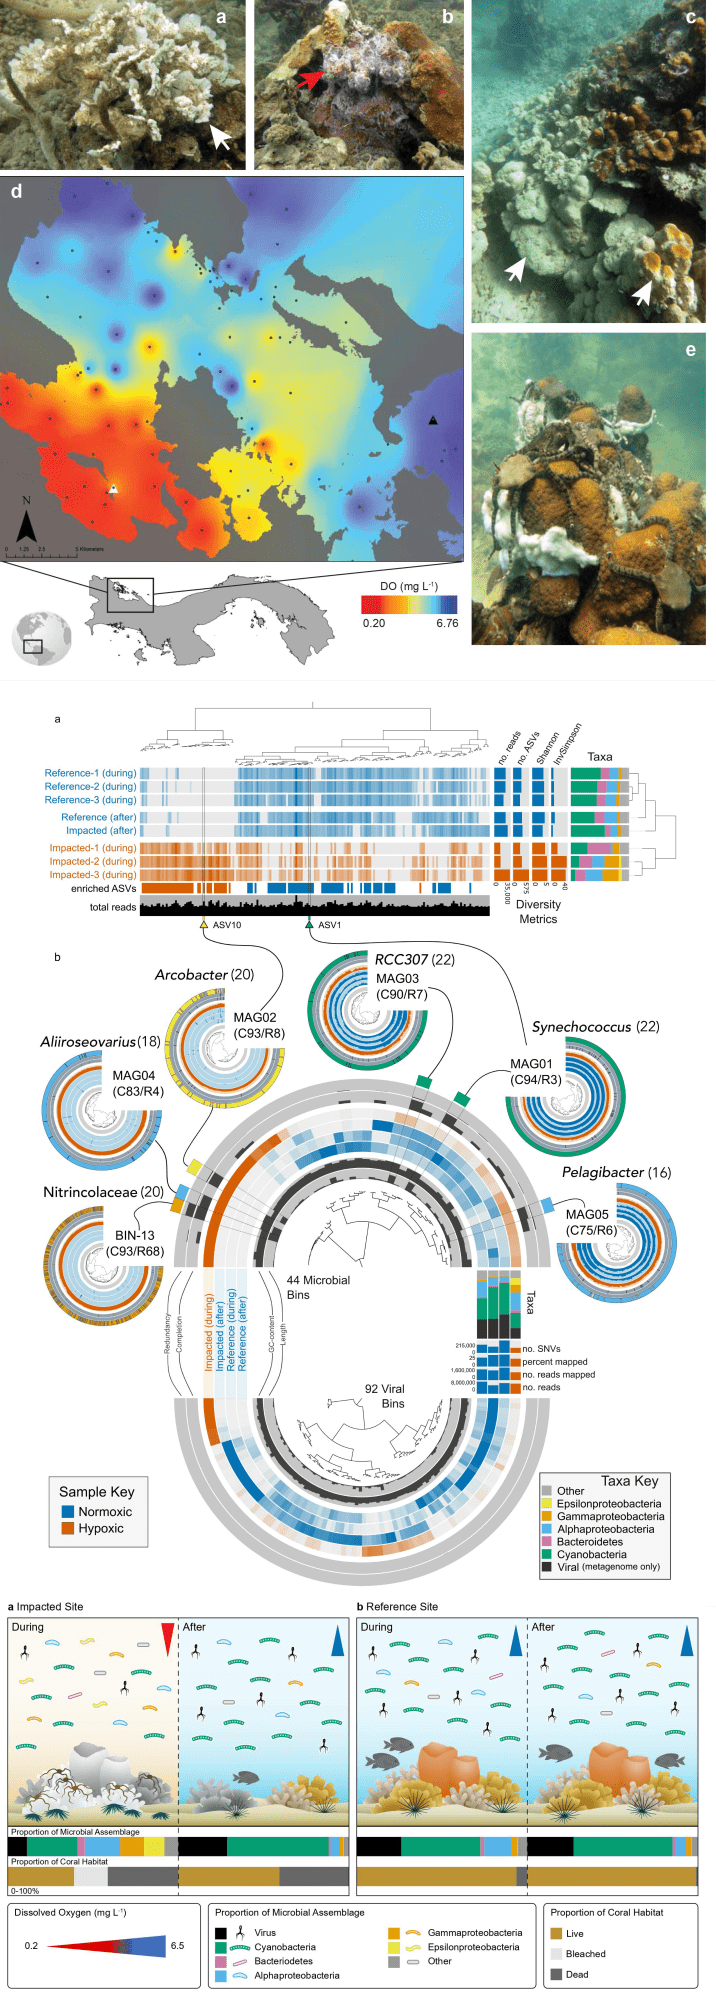 a
b
c
d
e
N
0 1.25 2.5 5 Kilometers
DO (mg L-1)
0.20 6.76
a
no. reads
no. ASVs
Shannon
InvSimpson
Taxa
Reference-1 (during)
Reference-2 (during)
Reference-3 (during)
Reference (after)
Impacted (after)
Impacted-1 (during)
Impacted-2 (during)
Impacted-3 (during)
enriched ASVs
total reads
0 35,000 0 575 0 5 0 40
Diversity
Metrics
ASV10
ASV1
b
Arcobacter (20)
MAG02
(C93/R8)
RCC307 (22)
MAG03
(C90/R7)
Synechococcus (22)
MAG01
(C94/R3)
Aliiroseovarius (18)
MAG04
(C83/R4)
Nitrincolaceae (20)
BIN-13
(C93/R68)
Pelagibacter (16)
MAG05
(C75/R6)
44 Microbial
Bins
Redundancy
Completion
Impacted (during)
Impacted (after)
Reference (during)
Reference (after)
GC-content
Length
Taxa
215,000
0
no. SNVs
25
0
percent mapped
1,600,000
0
no. reads mapped
8,000,000
0
no. reads
92 Viral
Bins
Sample Key
Normoxic
Hypoxic
Taxa Key
Other
Epsilonproteobacteria
Gammaproteobacteria
Alphaproteobacteria
Bacteroidetes
Cyanobacteria
Viral (metagenome only)
a Impacted Site
b Reference Site
During
After
During
After
Proportion of Microbial Assemblage
Proportion of Coral Habitat
0-100%
Dissolved Oxygen (mg L-1)
0.2 6.5
Proportion of Microbial Assemblage
Virus
Cyanobacteria
Bacteriodetes
Alphaproteobacteria
Gammaproteobacteria
Epsilonproteobacteria
Other
Proportion of Coral Habitat
Live
Bleached
Dead